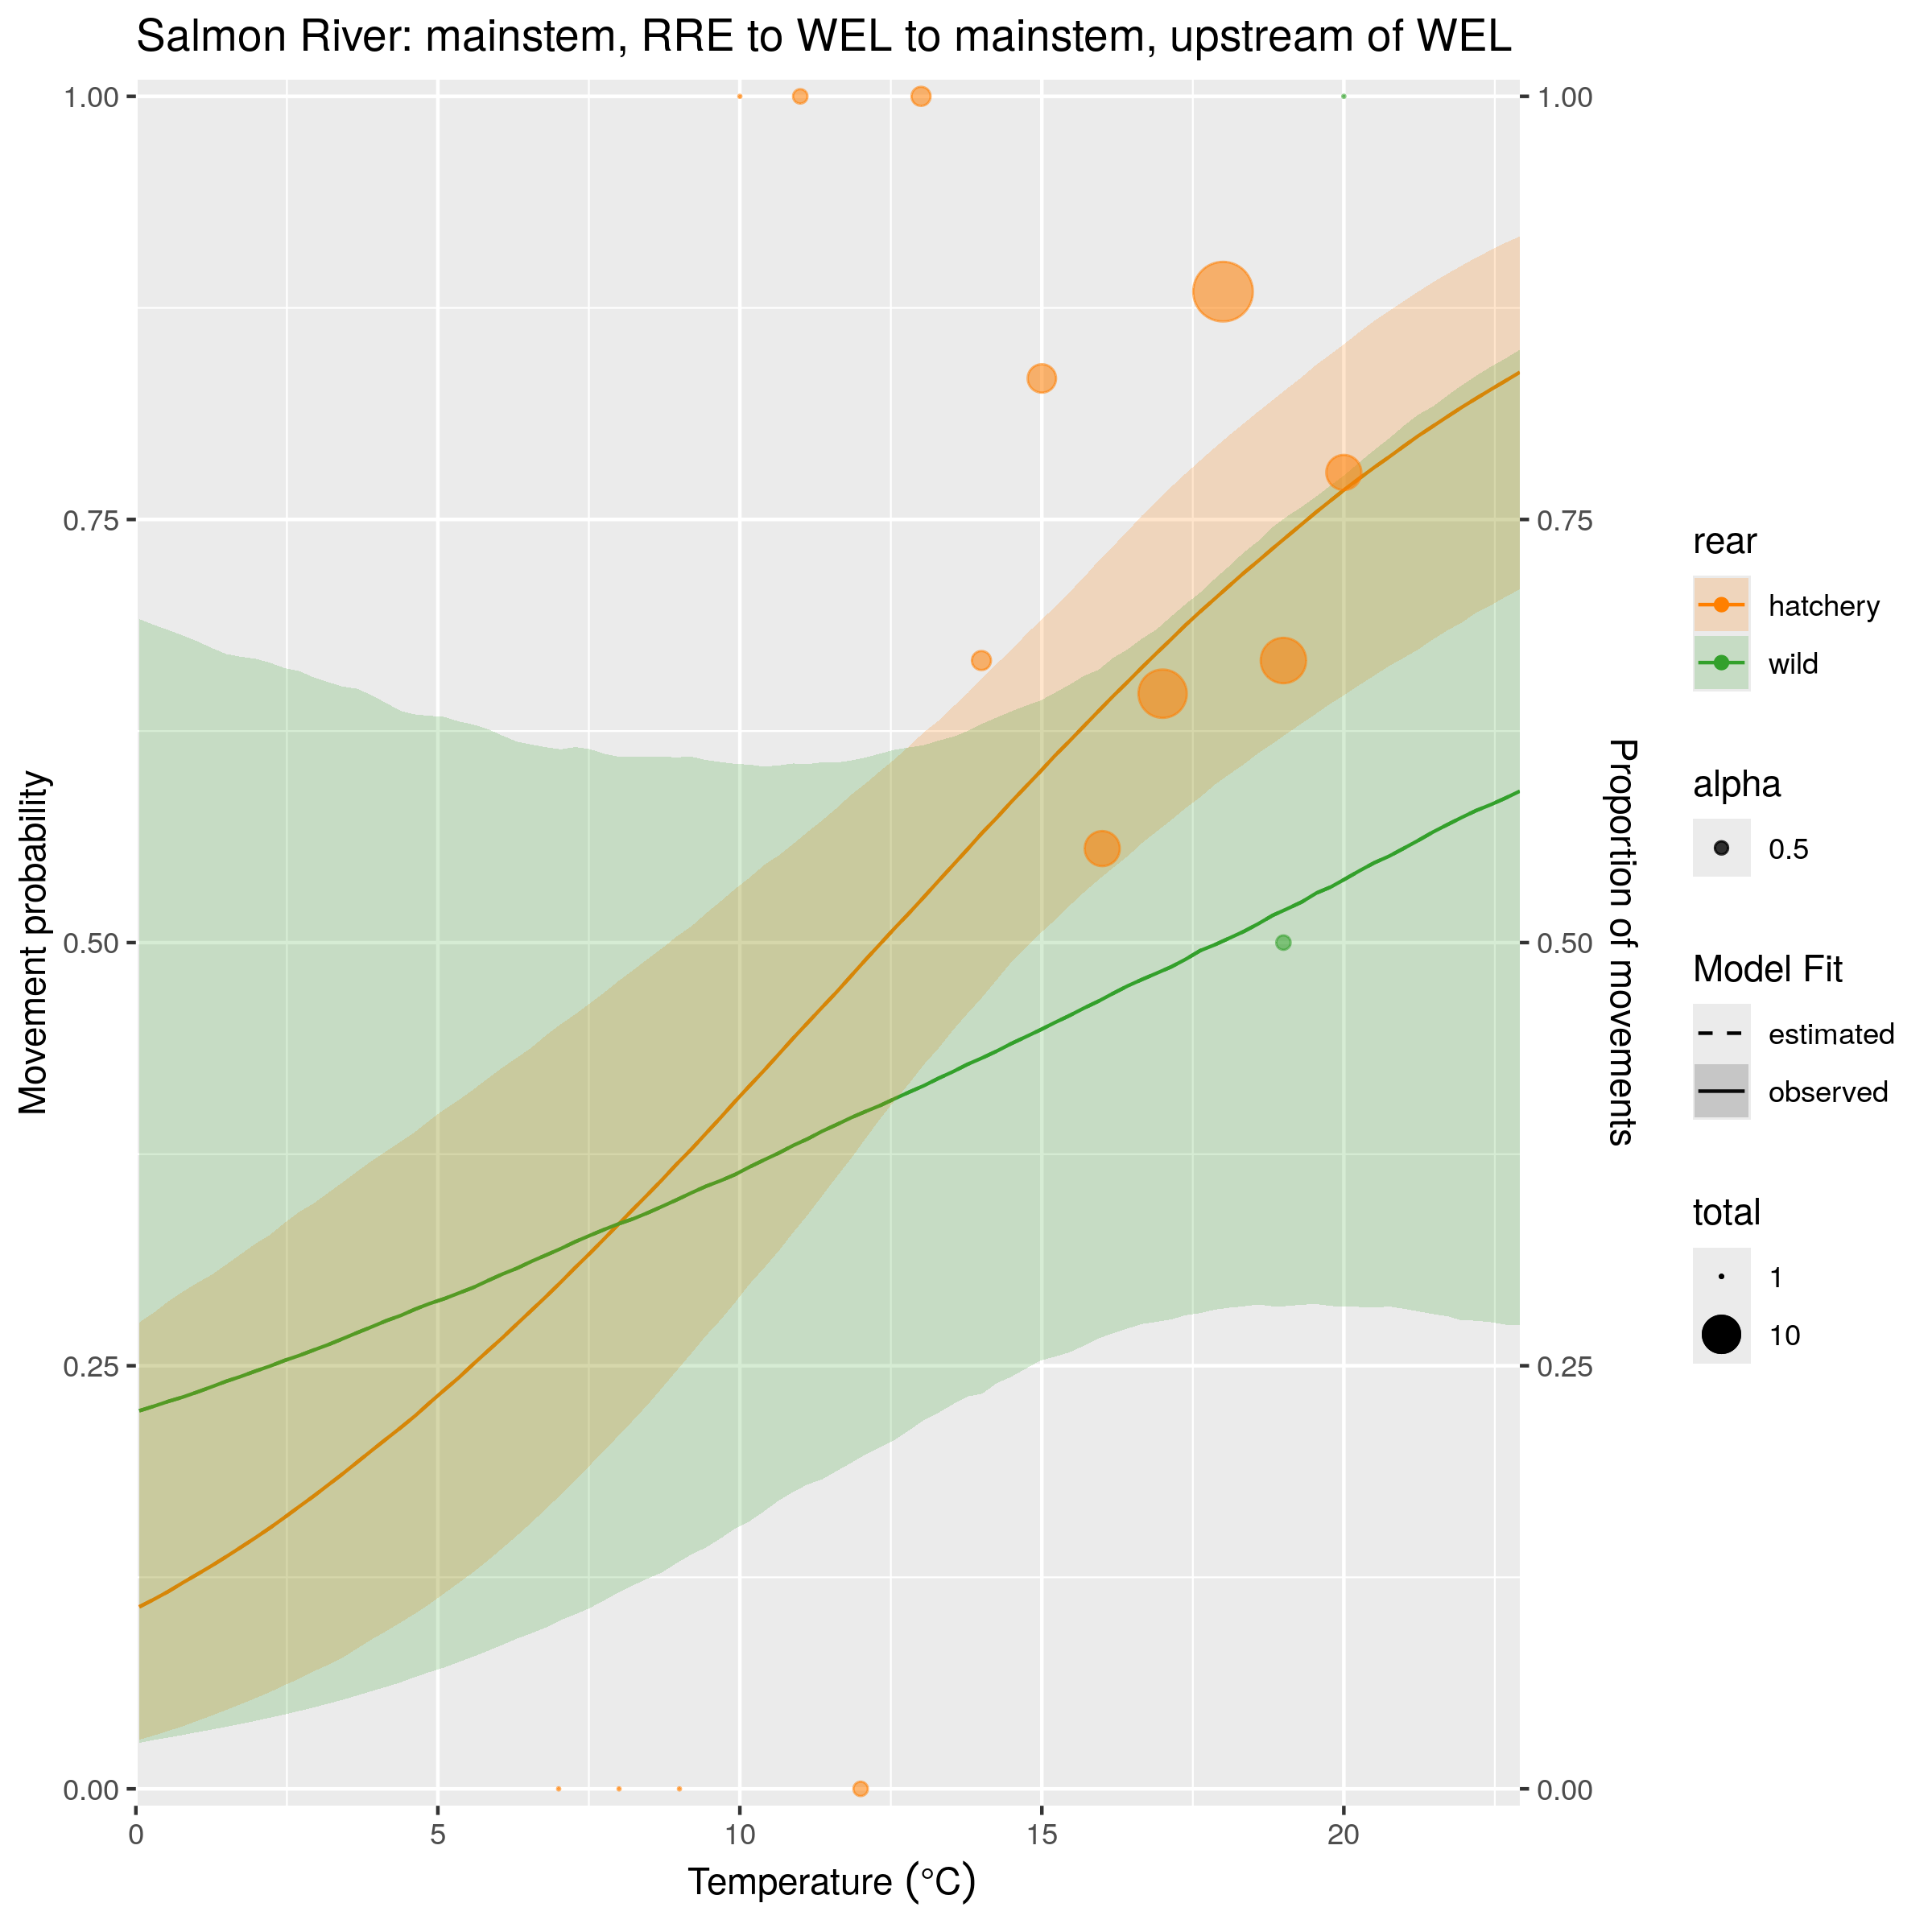 Salmon River: mainstem, RRE to WEL to mainstem, upstream of WEL
Movement probability
1.00
0.75
0.50
0.25
0.00
0
5
10
15
20
Temperature (°C)
1.00
0.75
0.50
0.25
0.00
Proportion of movements
rear
hatchery
wild
alpha
0.5
Model Fit
estimated
observed
total
1
10